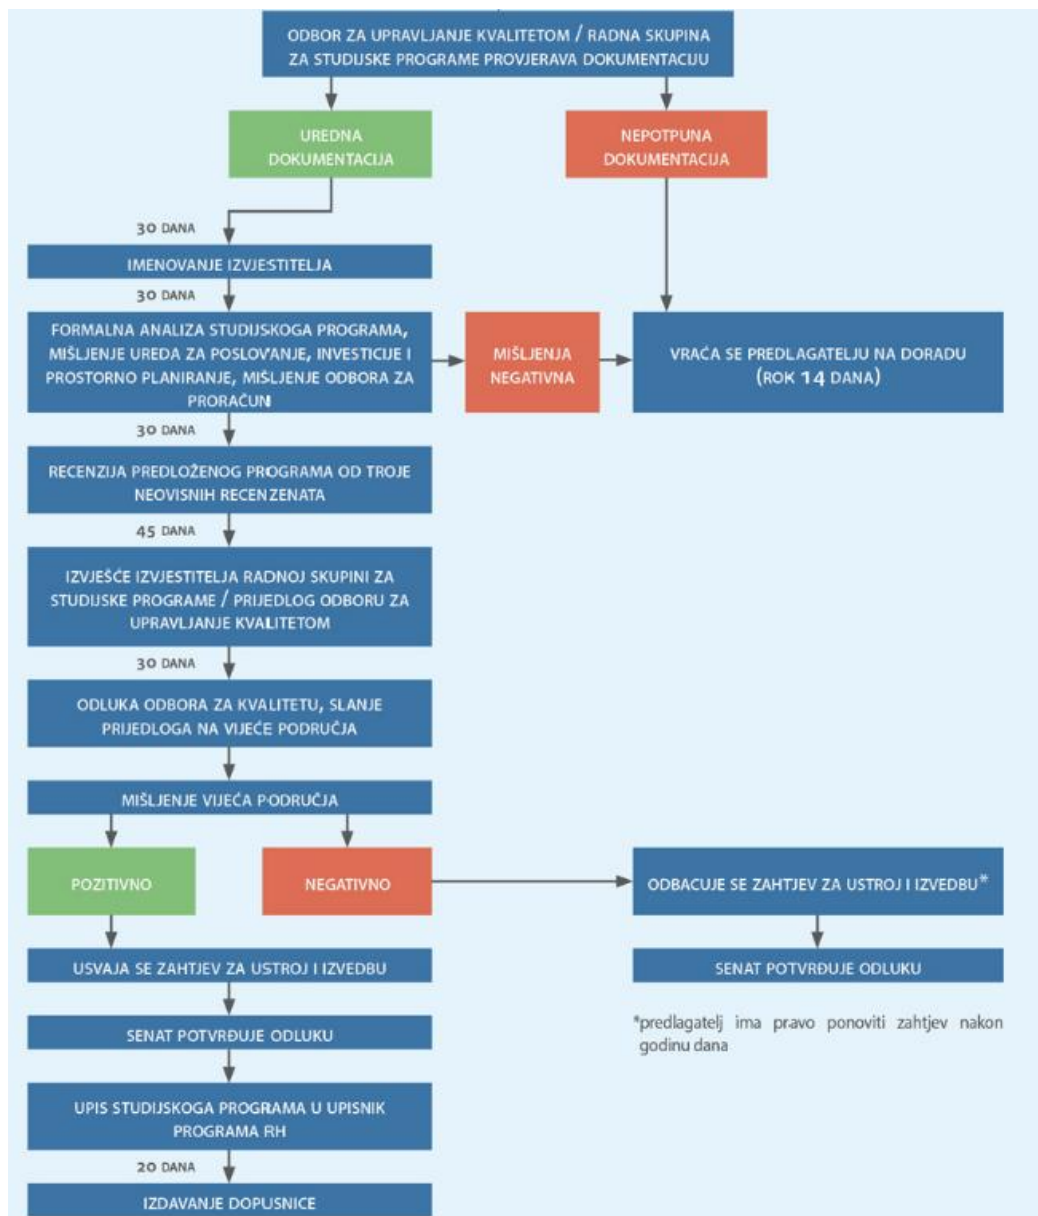 ODBOR ZA UPRAVLJANJE KVALITETOM / RADNA SKUPINA
ZA STUDIJSKE PROGRAME PROVJERAVA DOKUMENTACIJU
UREDNA
DOKUMENTACIJA
NEPOTPUNA
DOKUMENTACIJA
30 DANA
IMENOVANJE IZVJESTITELJA
30 DANA
FORMALNA ANALIZA STUDIJSKOGA PROGRAMA,
MIŠLJENJE UREDA ZA POSLOVANJE, INVESTICIJE I
PROSTORNO PLANIRANJE, MIŠLJENJE ODBORA ZA
PRORAČUN
MIŠLJENJA
NEGATIVNA
VRAĆA SE PREDLAGATELJU NA DORADU
(ROK 14 DANA)
30 DANA
RECENZIJA PREDLOŽENOG PROGRAMA OD TROJE
NEOVISNIH RECENZENATA
45 DANA
IZVJEŠĆE IZVJESTITELJA RADNOJ SKUPINI ZA
STUDIJSKE PROGRAME / PRIJEDLOG ODBORU ZA
UPRAVLJANJE KVALITETOM
30 DANA
ODLUKA ODBORA ZA KVALITETU, SLANJE
PRIJEDLOGA NA VIJEĆE PODRUČJA
MIŠLJENJE VIJEĆA PODRUČJA
POZITIVNO
NEGATIVNO
ODBACUJE SE ZAHTJEV ZA USTROJ I IZVEDBU*
USVAJA SE ZAHTJEV ZA USTROJ I IZVEDBU
SENAT POTVRĐUJE ODLUKU
SENAT POTVRĐUJE ODLUKU
*predlagatelj ima pravo ponoviti zahtjev nakon
godinu dana
UPIS STUDIJSKOGA PROGRAMA U UPISNIK
PROGRAMA RH
20 DANA
IZDAVANJE DOPUSNICE